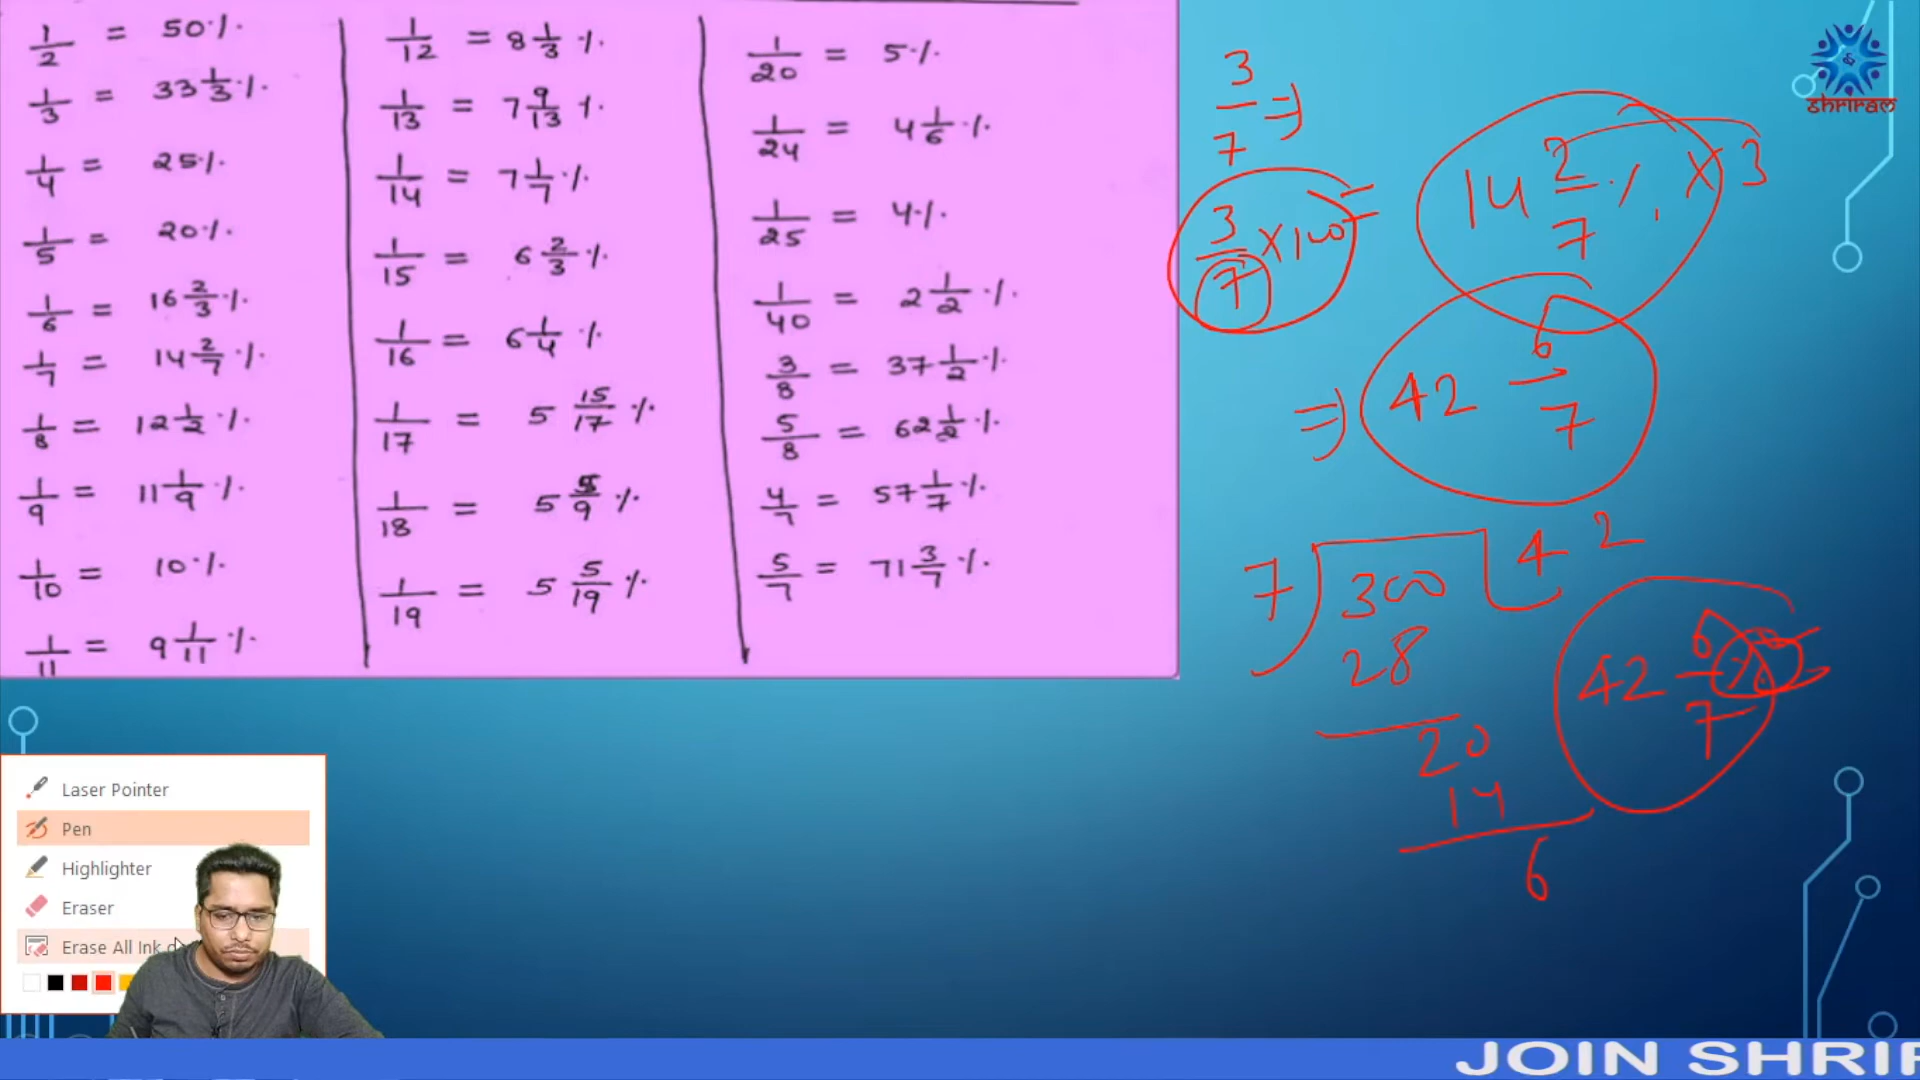 1/2 = 50%
1/3 = 33 1/3%
1/4 = 25%
1/5 = 20%
1/6 = 16 2/3%
1/7 = 14 2/7%
1/8 = 12 1/2%
1/9 = 11 1/9%
1/10 = 10%
1/11 = 9 1/11%
1/12 = 8 1/3%
1/13 = 7 9/13%
1/14 = 7 1/7%
1/15 = 6 2/3%
1/16 = 6 1/4%
1/17 = 5 15/17%
1/18 = 5 5/9%
1/19 = 5 5/19%
1/20 = 5%
1/24 = 4 1/6%
1/25 = 4%
1/40 = 2 1/2%
3/8 = 37 1/2%
5/8 = 62 1/2%
4/7 = 57 1/7%
5/7 = 71 3/7%
3/7 ⇒
3/7 × 100 = 14 2/7% × 3
⇒ 42 6/7
7) 300 ( 42
28
20
14
6
42 6/7 %
Shriram
Laser Pointer
Pen
Highlighter
Eraser
Erase All Ink
JOIN SHRIR